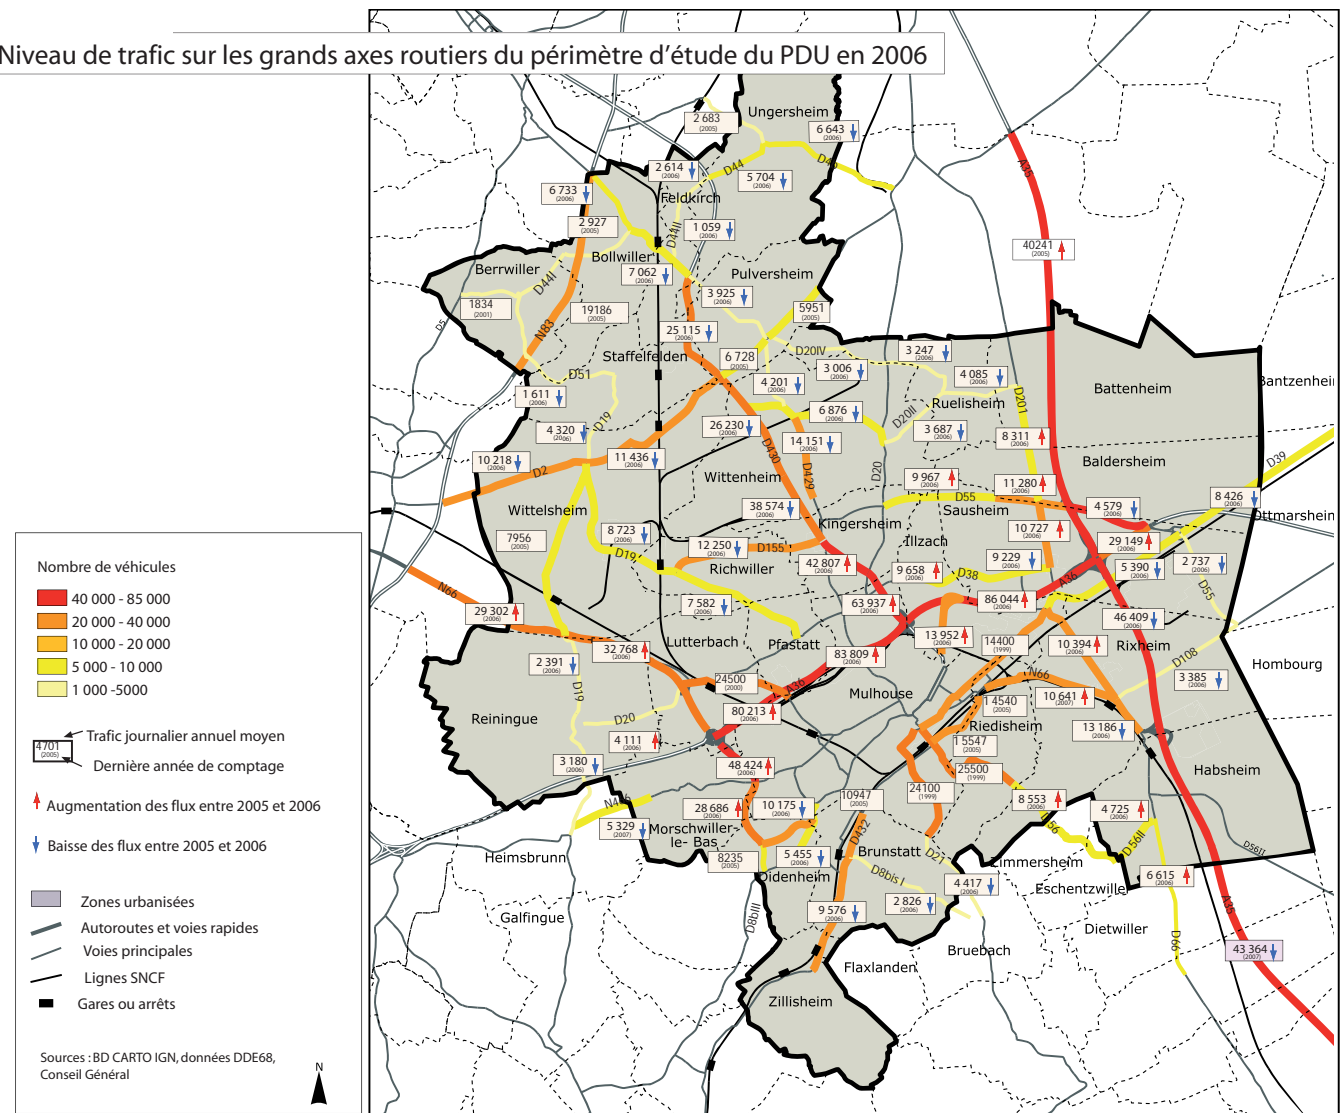 Niveau de trafic sur les grands axes routiers du périmètre d'étude du PDU en 2006
Ungersheim
2 683
(2005)
6 643
(2006)
D44
2 614
(2006)
5 704
(2006)
6 733
(2006)
Feldkirch
2 927
(2005)
1 059
(2006)
D44II
A35
40241
(2005)
Berrwiller
Bollwiller
7 062
(2006)
Pulversheim
D44I
1834
(2001)
3 925
(2006)
5951
(2005)
19186
(2005)
D5
N83
25 115
(2006)
Staffelfelden
6 728
(2005)
D20IV
3 247
(2006)
3 006
(2006)
4 085
(2006)
D51
4 201
(2006)
Battenheim
Bantzenhei
1 611
(2006)
Ruelisheim
D201
D19
6 876
(2006)
D20II
4 320
(2006)
26 230
(2006)
3 687
(2006)
8 311
(2006)
14 151
(2006)
D430
10 218
(2006)
D2
11 436
(2006)
Baldersheim
D39
Wittenheim
D429
D20
9 967
(2006)
11 280
(2006)
D55
8 426
(2006)
4 579
(2006)
Wittelsheim
38 574
(2006)
Sausheim
Ottmarshein
Kingersheim
10 727
(2006)
7956
(2005)
8 723
(2006)
Illzach
29 149
(2006)
12 250
(2006)
D155
D19
9 229
(2006)
2 737
(2006)
Richwiller
42 807
(2006)
9 658
(2006)
D38
5 390
(2006)
A36
D55
N66
29 302
(2006)
7 582
(2006)
63 937
(2006)
86 044
(2006)
46 409
(2006)
32 768
(2006)
Lutterbach
Pfastatt
13 952
(2006)
14400
(1999)
10 394
(2006)
Rixheim
2 391
(2006)
83 809
(2006)
D108
Hombourg
24500
(2000)
A36
N66
3 385
(2006)
D19
Mulhouse
10 641
(2007)
1 4540
(2005)
Reiningue
D20
80 213
(2006)
Riedisheim
13 186
(2006)
4 111
(2006)
1 5547
(2005)
3 180
(2006)
48 424
(2006)
25500
(1999)
Habsheim
24100
(1999)
10947
(2005)
28 686
(2006)
10 175
(2006)
8 553
(2006)
4 725
(2006)
5 329
(2007)
Morschwiller-
le- Bas
D432
D56II
D56II
8235
(2005)
5 455
(2006)
Brunstatt
Heimsbrunn
Zimmersheim
Didenheim
D8bis I
6 615
(2006)
4 417
(2006)
Eschentzwiller
Galfingue
D8bIII
9 576
(2006)
2 826
(2006)
A35
Dietwiller
D66
Bruebach
43 364
(2007)
Flaxlanden
Zillisheim
Nombre de véhicules
40 000 - 85 000
20 000 - 40 000
10 000 - 20 000
5 000 - 10 000
1 000 -5000
4701
(2005)
Trafic journalier annuel moyen
Dernière année de comptage
Augmentation des flux entre 2005 et 2006
Baisse des flux entre 2005 et 2006
Zones urbanisées
Autoroutes et voies rapides
Voies principales
Lignes SNCF
Gares ou arrêts
Sources : BD CARTO IGN, données DDE68,
Conseil Général
N